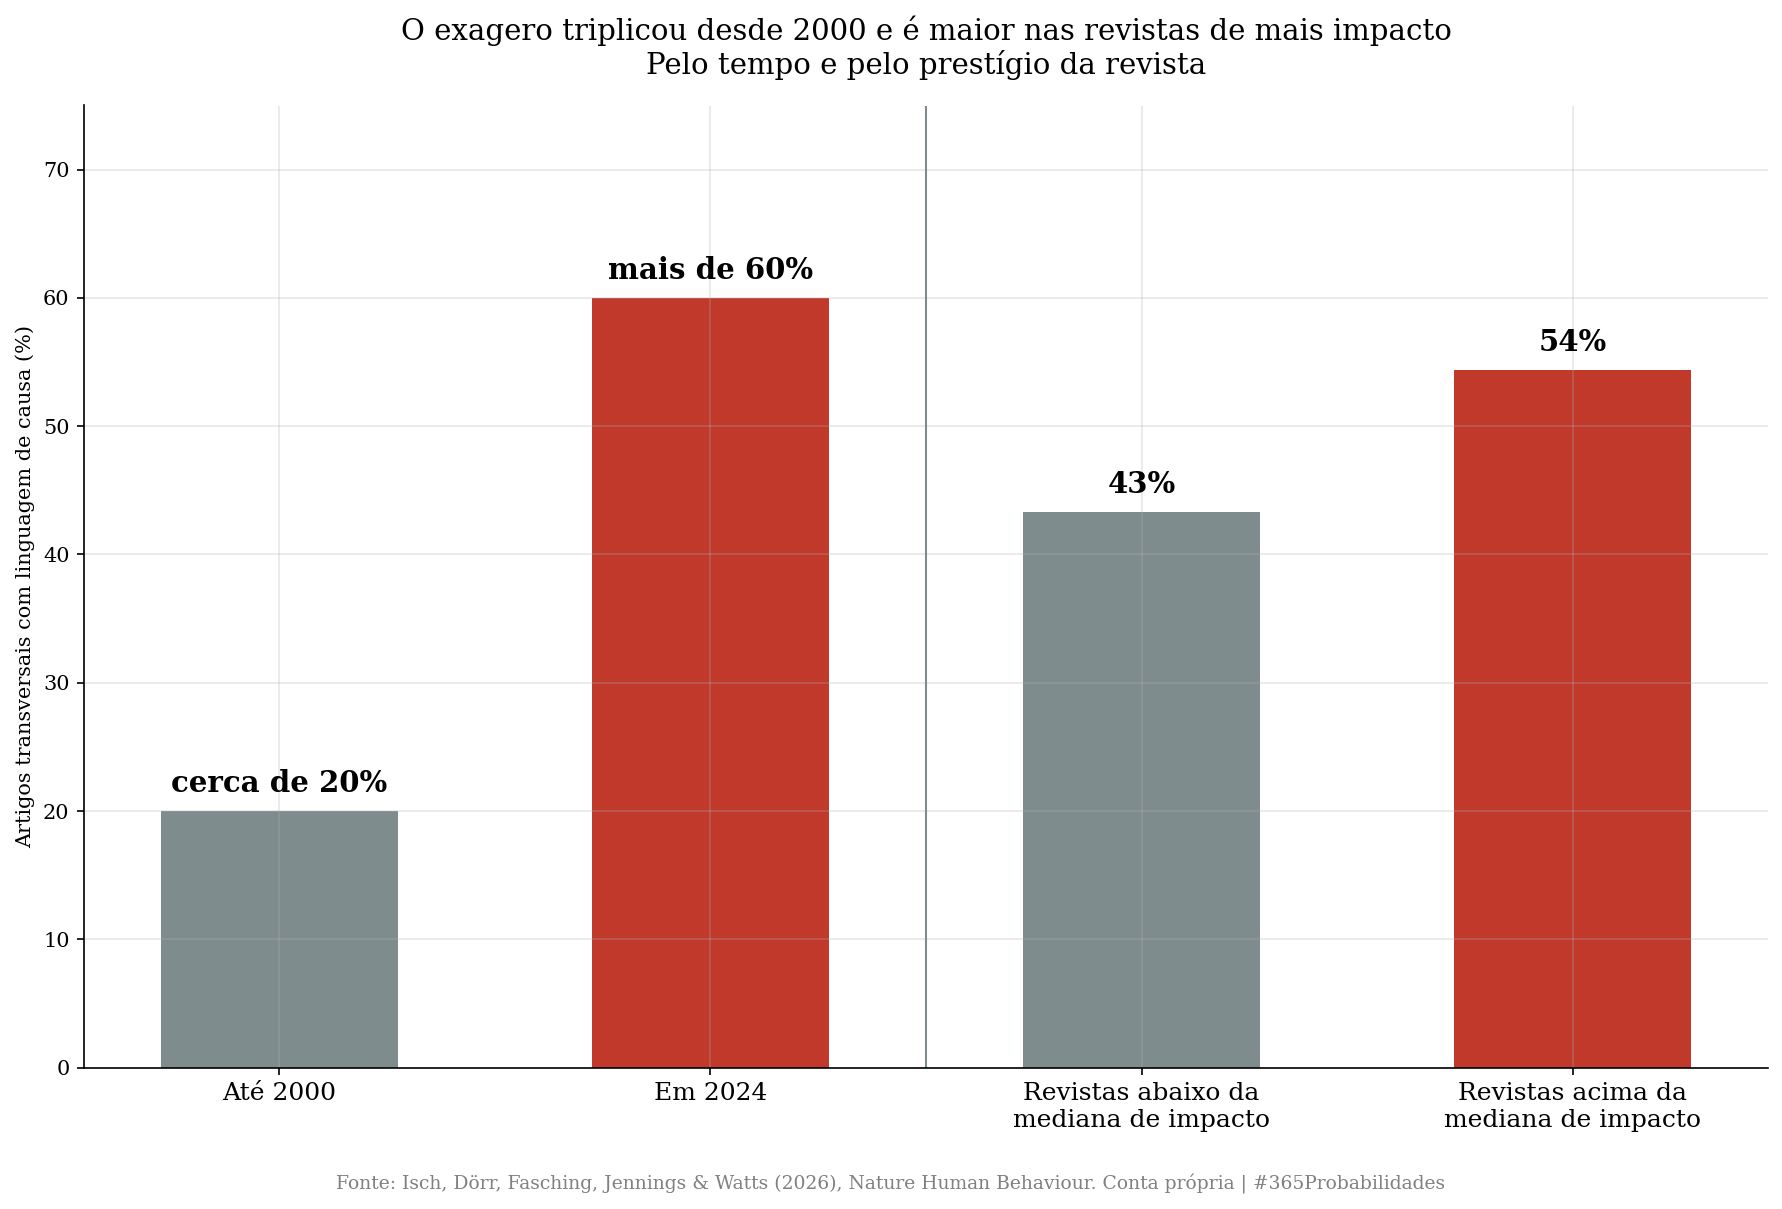 O exagero triplicou desde 2000 e é maior nas revistas de mais impacto
Pelo tempo e pelo prestígio da revista
Artigos transversais com linguagem de causa (%)
70
60
50
40
30
20
10
0
cerca de 20%
mais de 60%
43%
54%
Até 2000
Em 2024
Revistas abaixo da
mediana de impacto
Revistas acima da
mediana de impacto
Fonte: Isch, Dörr, Fasching, Jennings & Watts (2026), Nature Human Behaviour. Conta própria | #365Probabilidades